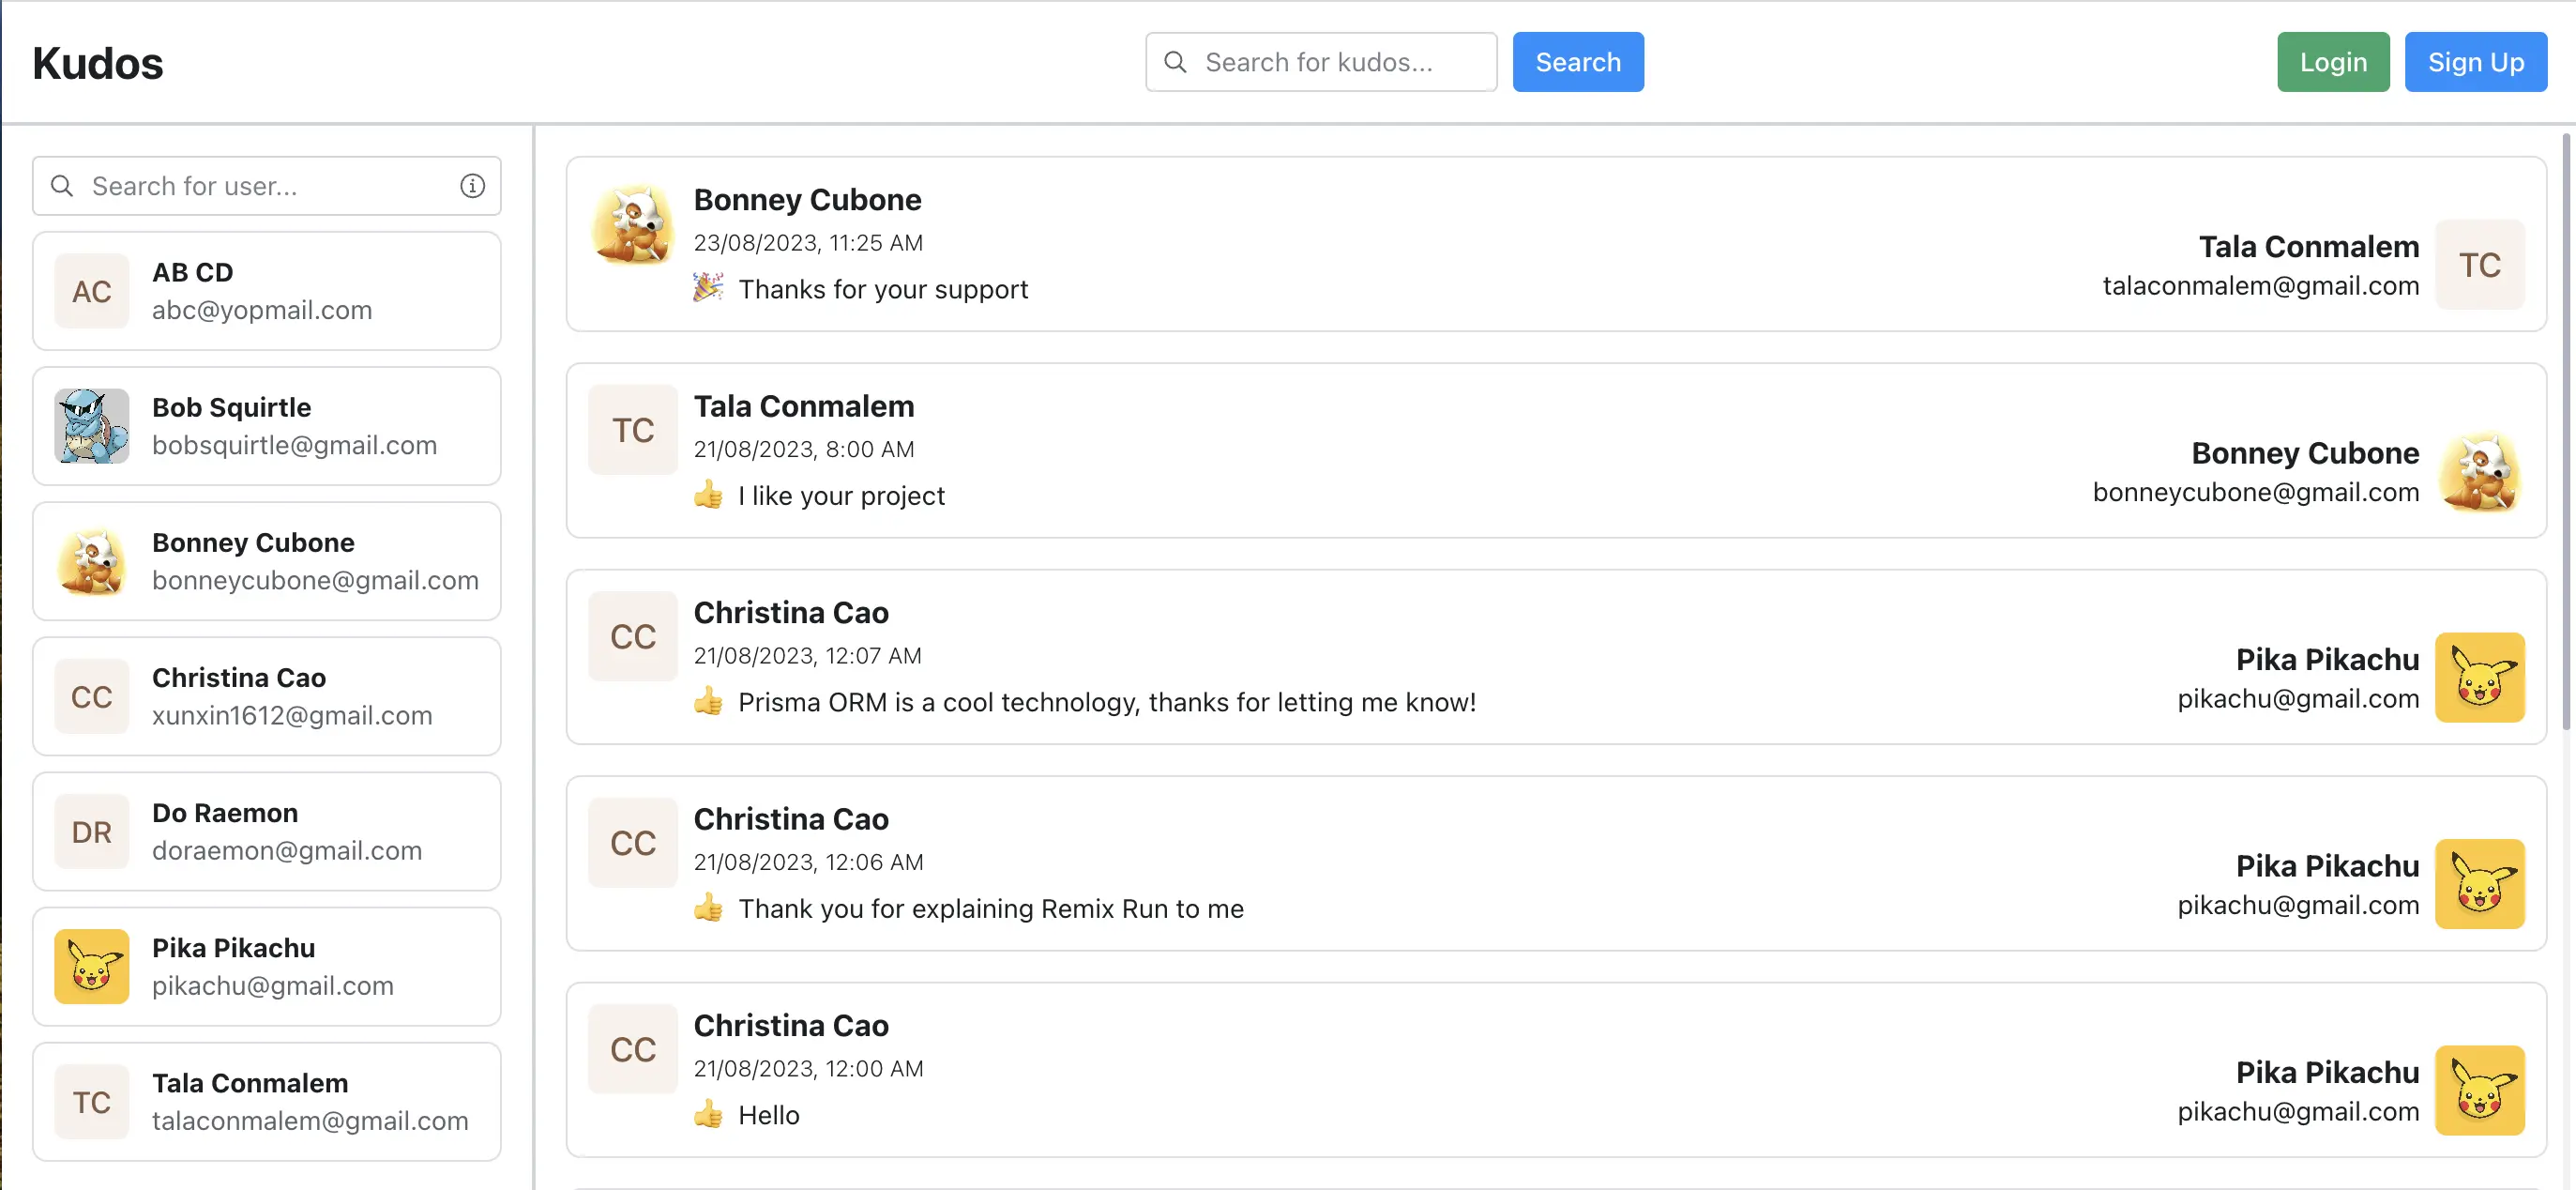 Kudos
Search for kudos...
Search
Login
Sign Up
Search for user...
AC
AB CD
abc@yopmail.com
Bob Squirtle
bobsquirtle@gmail.com
Bonney Cubone
bonneycubone@gmail.com
CC
Christina Cao
xunxin1612@gmail.com
DR
Do Raemon
doraemon@gmail.com
Pika Pikachu
pikachu@gmail.com
TC
Tala Conmalem
talaconmalem@gmail.com
Bonney Cubone
23/08/2023, 11:25 AM
🎉 Thanks for your support
Tala Conmalem
talaconmalem@gmail.com
TC
TC
Tala Conmalem
21/08/2023, 8:00 AM
👍 I like your project
Bonney Cubone
bonneycubone@gmail.com
CC
Christina Cao
21/08/2023, 12:07 AM
👍 Prisma ORM is a cool technology, thanks for letting me know!
Pika Pikachu
pikachu@gmail.com
CC
Christina Cao
21/08/2023, 12:06 AM
👍 Thank you for explaining Remix Run to me
Pika Pikachu
pikachu@gmail.com
CC
Christina Cao
21/08/2023, 12:00 AM
👍 Hello
Pika Pikachu
pikachu@gmail.com